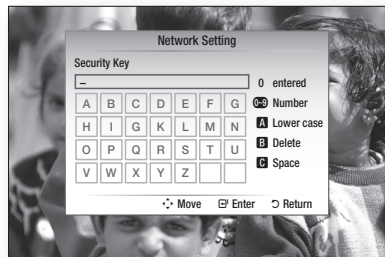 Network Setting
Security Key
–
0 entered
A B C D E F G
0-9 Number
H I G K L M N
A Lower case
O P Q R S T U
B Delete
V W X Y Z
C Space
Move Enter Return